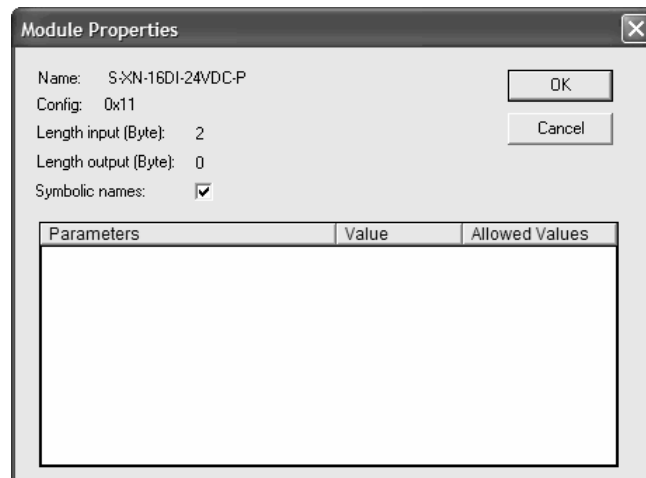 Module Properties
Name: S-XN-16DI-24VDC-P
OK
Config: 0x11
Length input (Byte): 2
Cancel
Length output (Byte): 0
Symbolic names:
Parameters Value Allowed Values